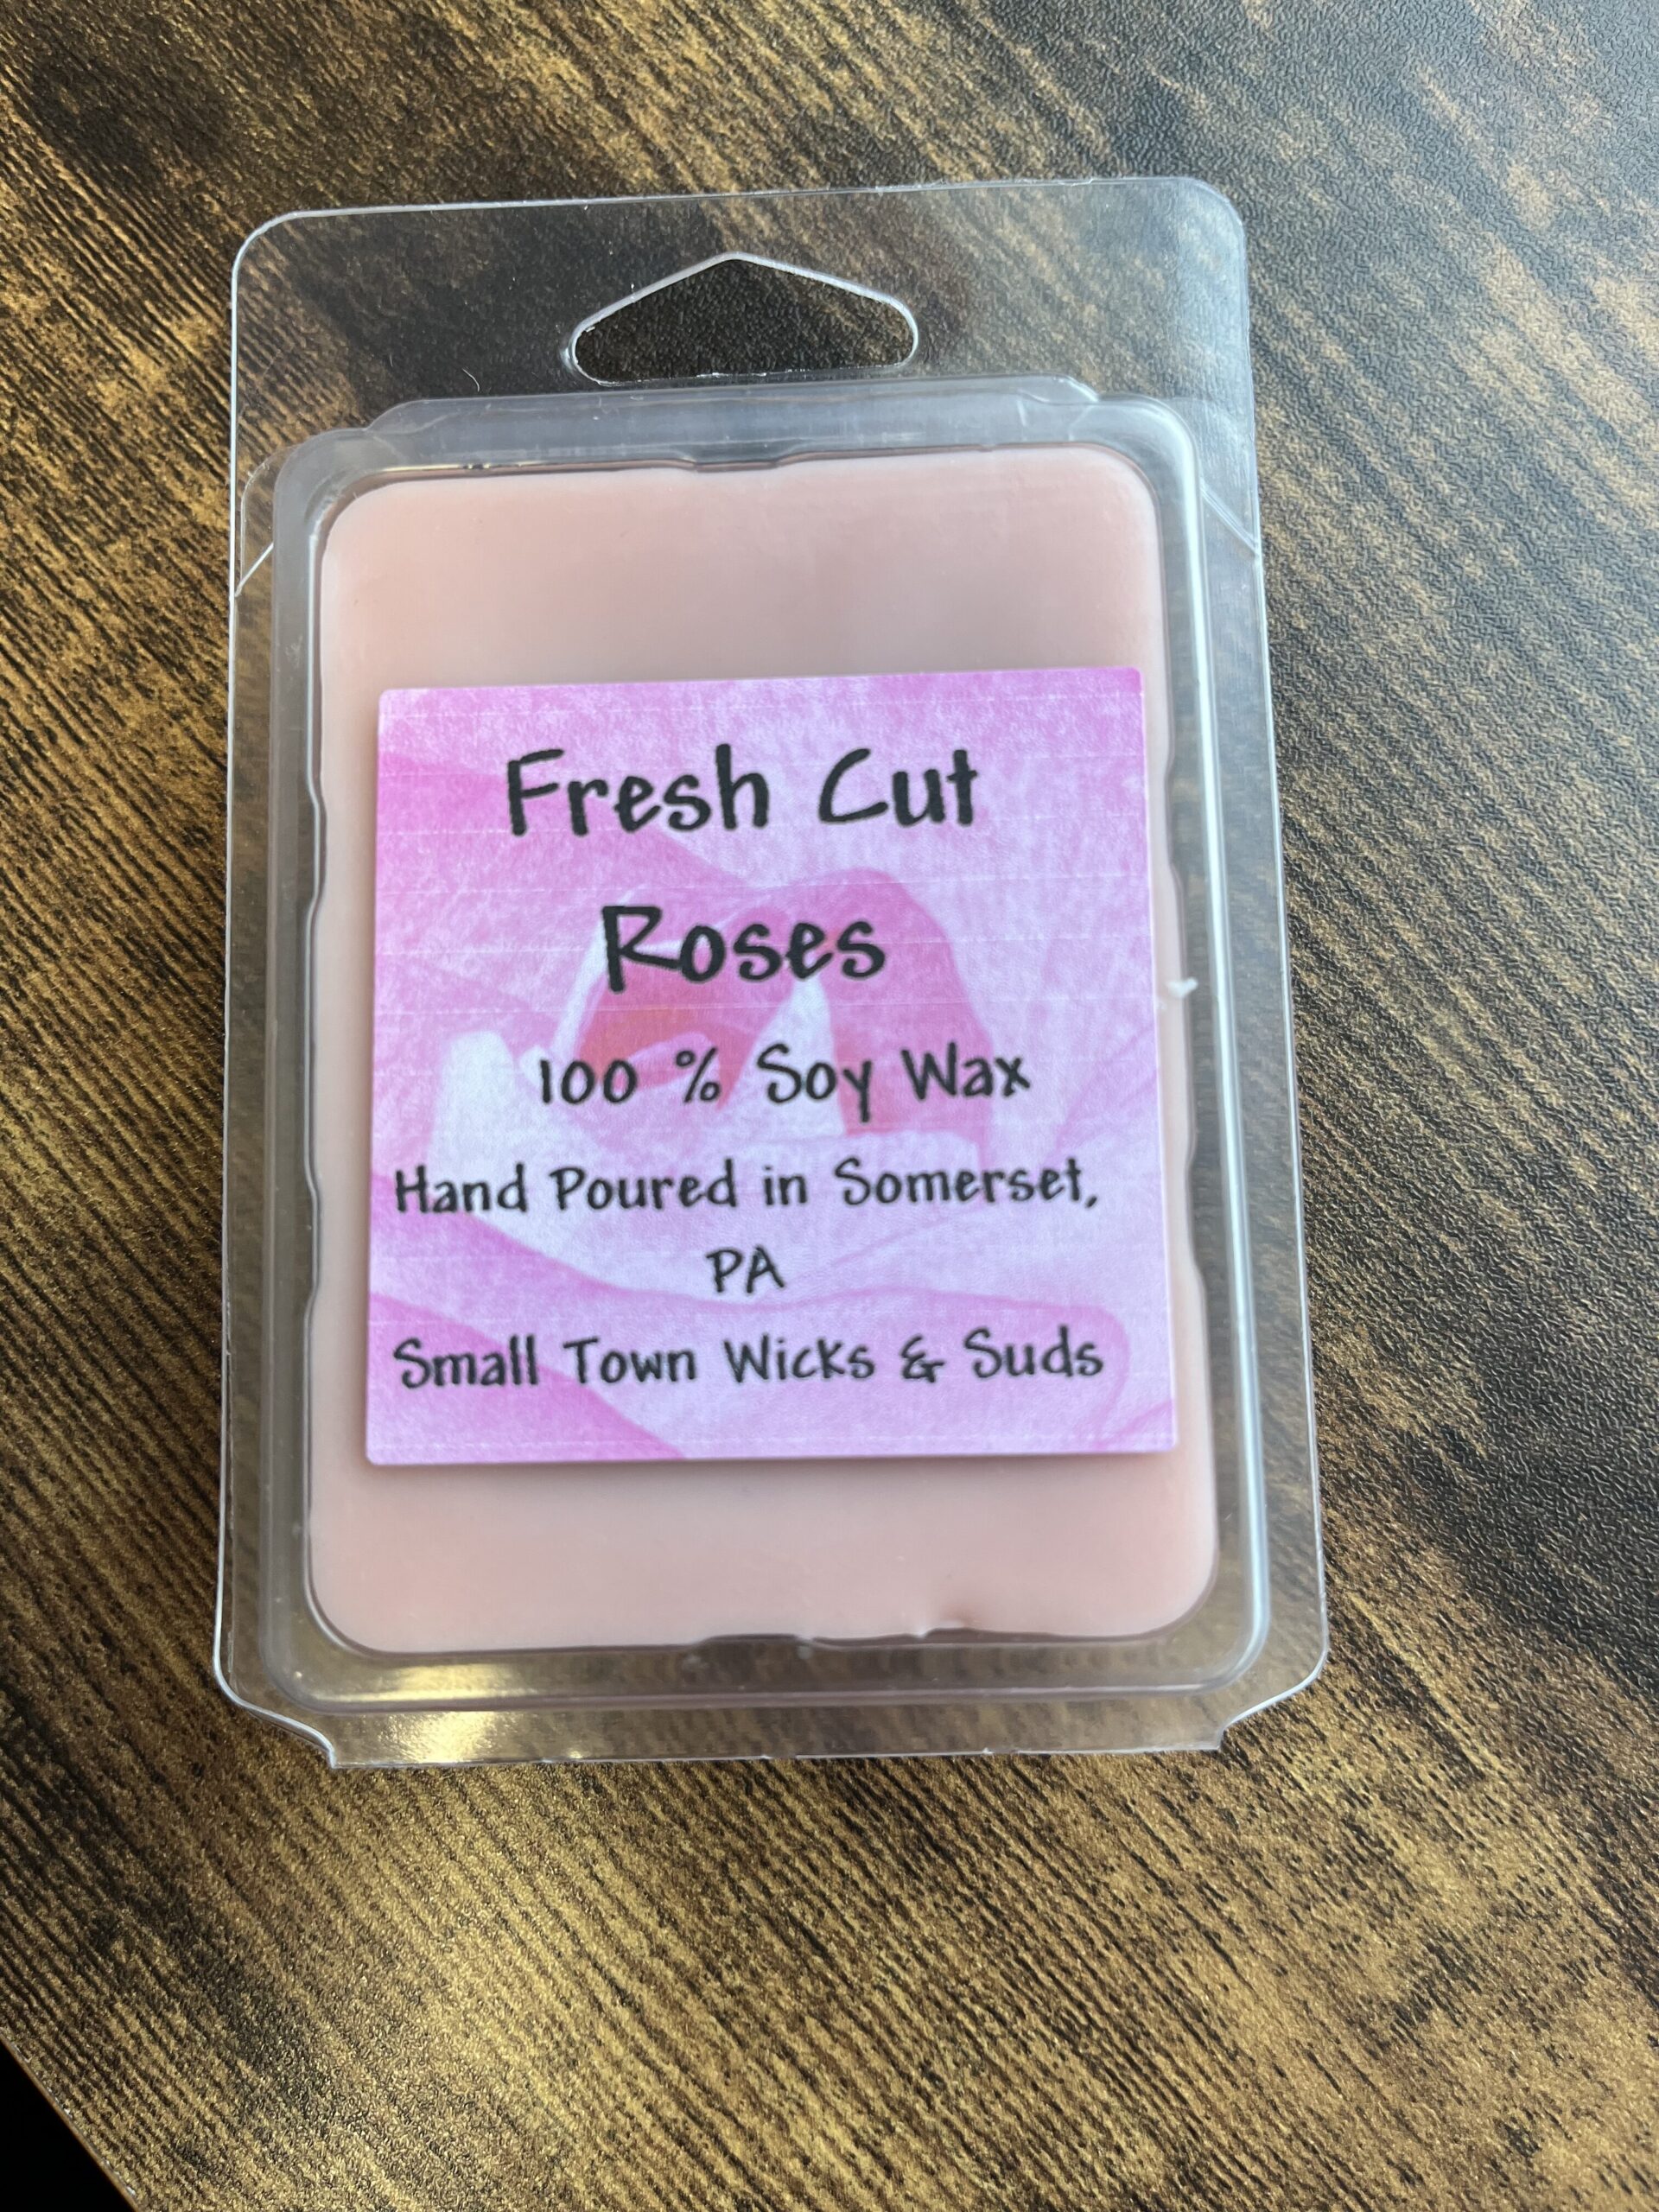 Fresh Cut
Roses
100 % Soy Wax
Hand Poured in Somerset,
PA
Small Town Wicks & Suds